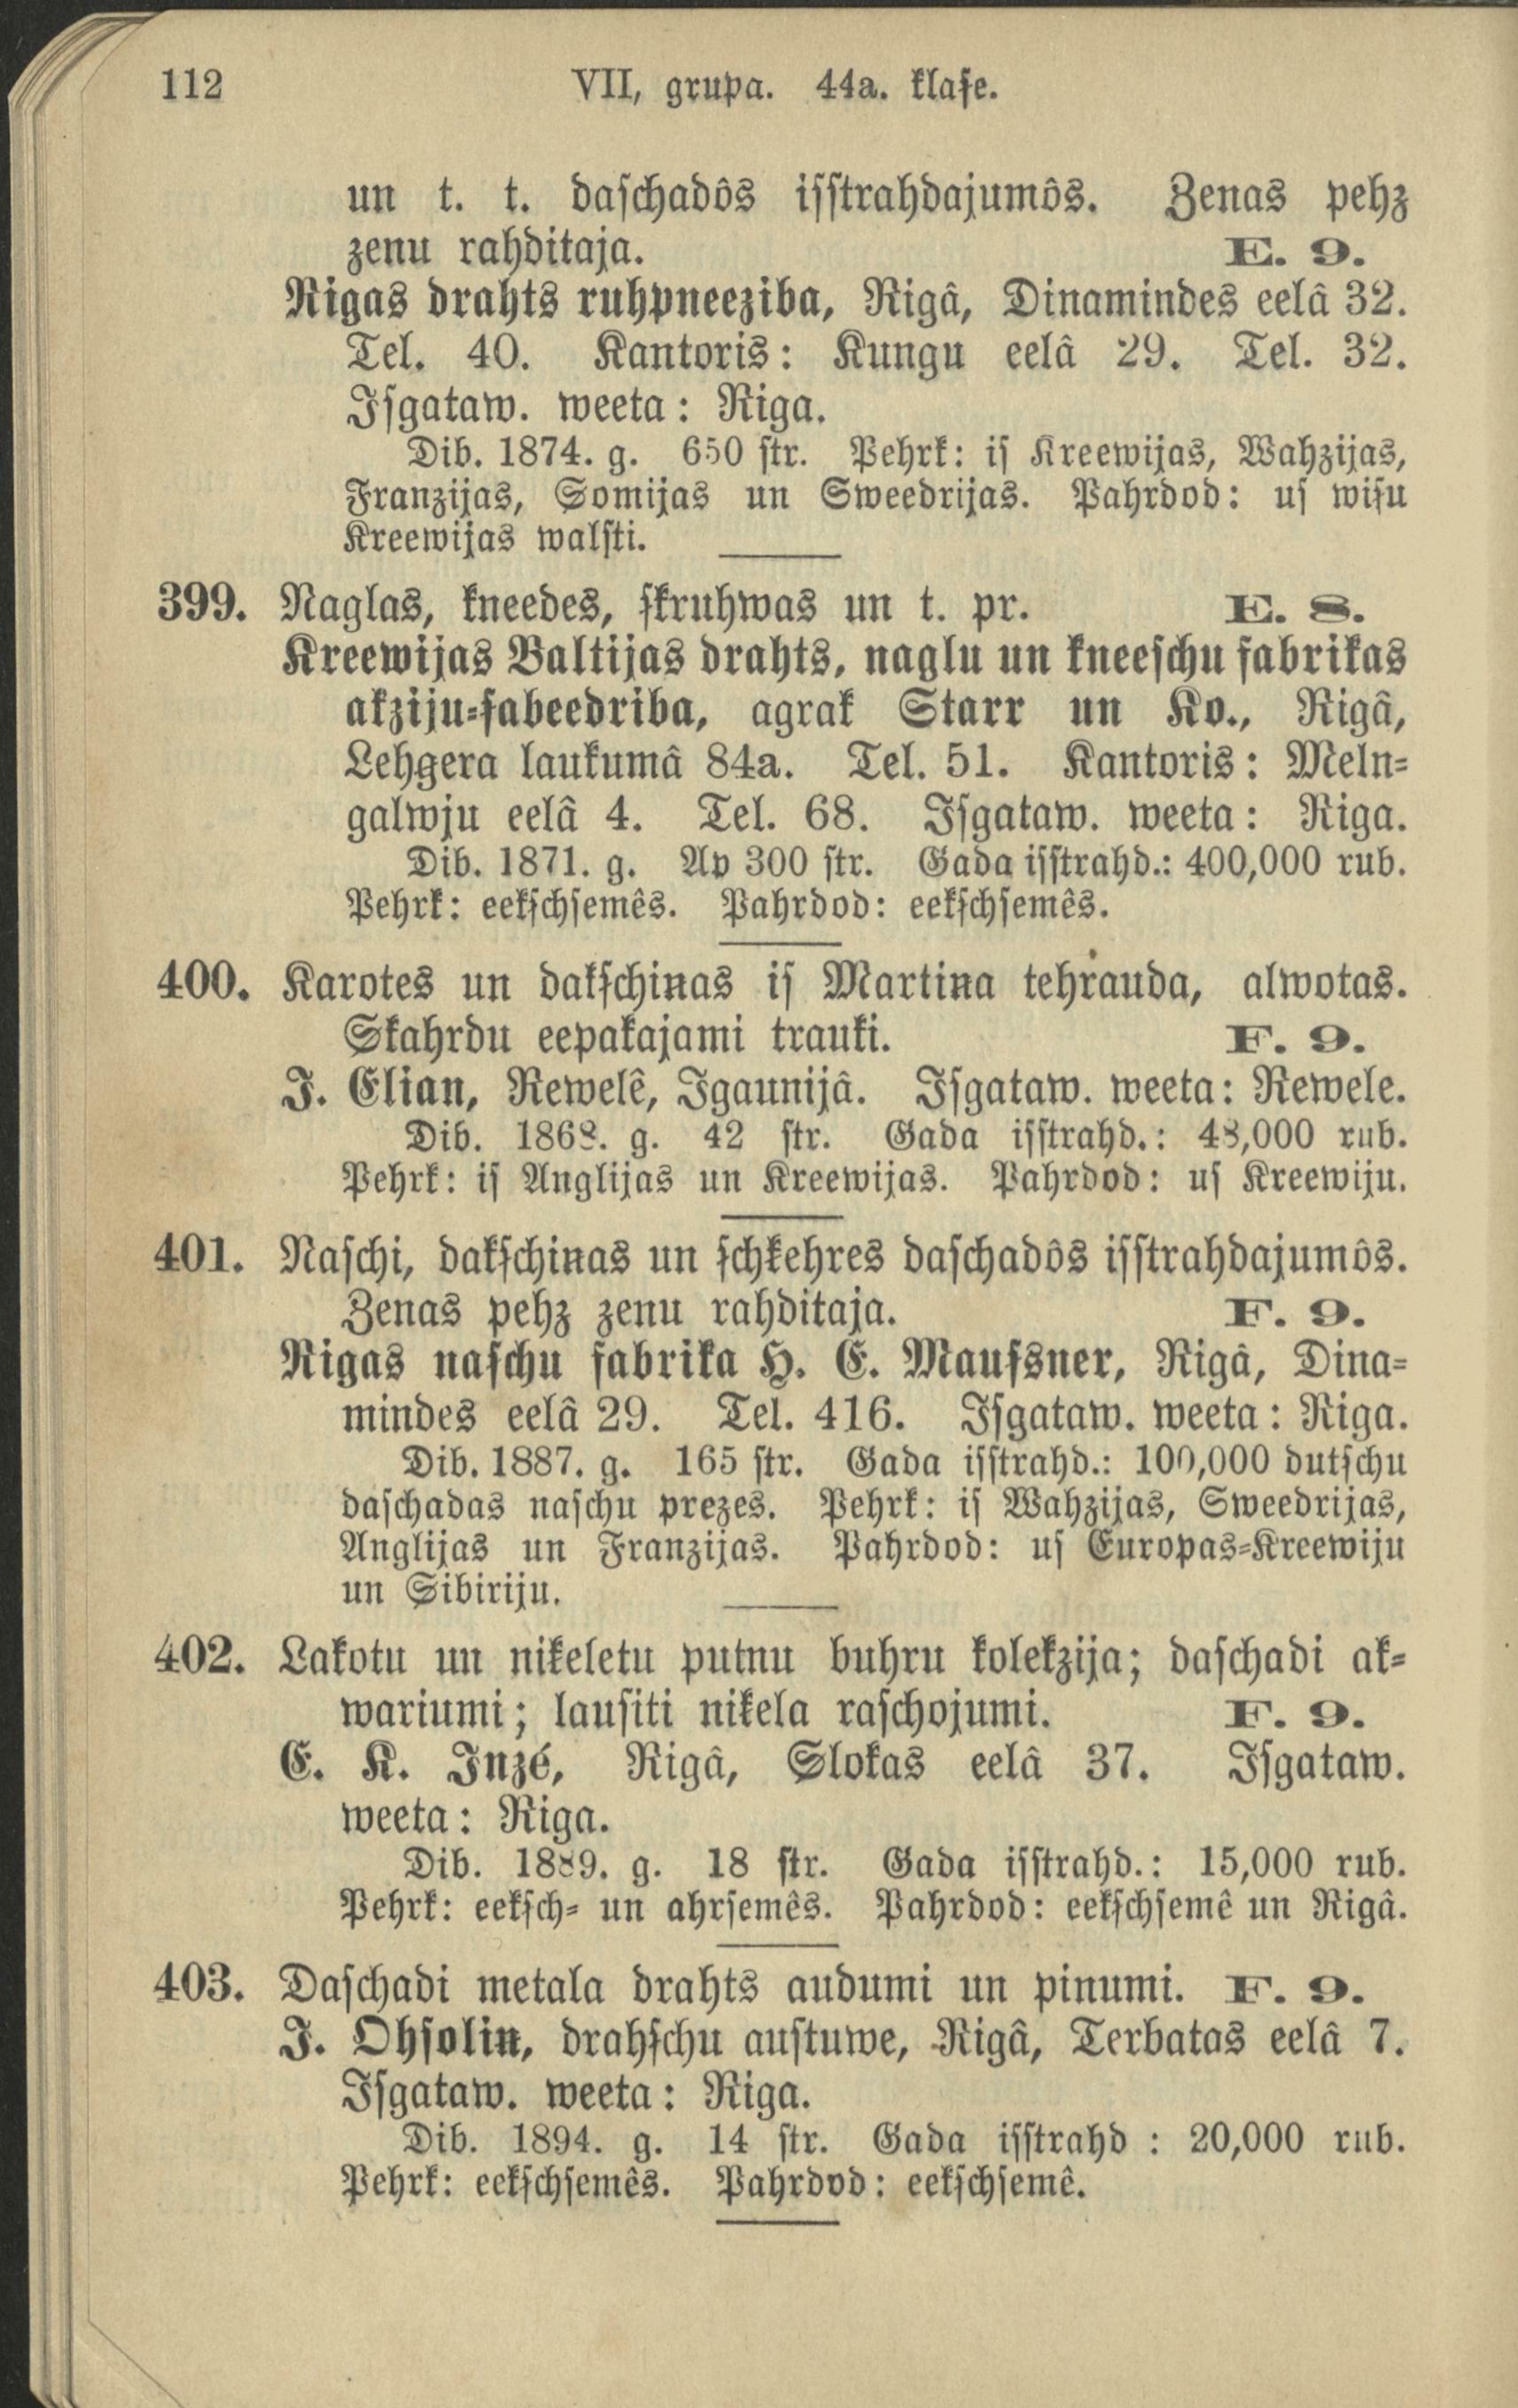 112 VII, grupa. 44a. klaſe.
un t. t. daſchadôs iſſtrahdajumôs. Zenas pehz
zenu rahditaja. E. 9.
Rigas drahts ruhpneeziba, Rigâ, Dinamindes eelâ 32.
Tel. 40. Kantoris: Kungu eelâ 29. Tel. 32.
Iſgataw. weeta: Riga.
Dib. 1874. g. 650 ſtr. Pehrk: iſ Kreewijas, Wahzijas,
Franzijas, Somijas un Sweedrijas. Pahrdod: uſ wiſu
Kreewijas walſti.
399. Naglas, kneedes, ſkruhwas un t. pr. E. 8.
Kreewijas Baltijas drahts, naglu un kneeſchu fabrikas
akziju-ſabeedriba, agrak Starr un Ko., Rigâ,
Lehgera laukumâ 84a. Tel. 51. Kantoris: Meln-
galwju eelâ 4. Tel. 68. Iſgataw. weeta: Riga.
Dib. 1871. g. Ap 300 ſtr. Gada iſſtrahd.: 400,000 rub.
Pehrk: eekſchſemês. Pahrdod: eekſchſemês.
400. Karotes un dakſchinas iſ Martina tehrauda, alwotas.
Skahrdu eepakajami trauki. F. 9.
J. Elian, Rewelê, Igaunijâ. Iſgataw. weeta: Rewele.
Dib. 1868. g. 42 ſtr. Gada iſſtrahd.: 48,000 rub.
Pehrk: iſ Anglijas un Kreewijas. Pahrdod: uſ Kreewiju.
401. Naſchi, dakſchinas un ſchkehres daſchadôs iſſtrahdajumôs.
Zenas pehz zenu rahditaja. F. 9.
Rigas naſchu fabrika H. E. Mauſsner, Rigâ, Dina-
mindes eelâ 29. Tel. 416. Iſgataw. weeta: Riga.
Dib. 1887. g. 165 ſtr. Gada iſſtrahd.: 100,000 dutſchu
daſchadas naſchu prezes. Pehrk: iſ Wahzijas, Sweedrijas,
Anglijas un Franzijas. Pahrdod: uſ Europas-Kreewiju
un Sibiriju.
402. Lakotu un nikeletu putnu buhru kolekzija; daſchadi ak-
wariumi; lauſiti nikela raſchojumi. F. 9.
E. K. Inzé, Rigâ, Slokas eelâ 37. Iſgataw.
weeta: Riga.
Dib. 1889. g. 18 ſtr. Gada iſſtrahd.: 15,000 rub.
Pehrk: eekſch- un ahrſemês. Pahrdod: eekſchſemê un Rigâ.
403. Daſchadi metala drahts audumi un pinumi. F. 9.
J. Ohſolin, drahſchu auſtuwe, Rigâ, Terbatas eelâ 7.
Iſgataw. weeta: Riga.
Dib. 1894. g. 14 ſtr. Gada iſſtrahd : 20,000 rub.
Pehrk: eekſchſemês. Pahrdod: eekſchſemê.